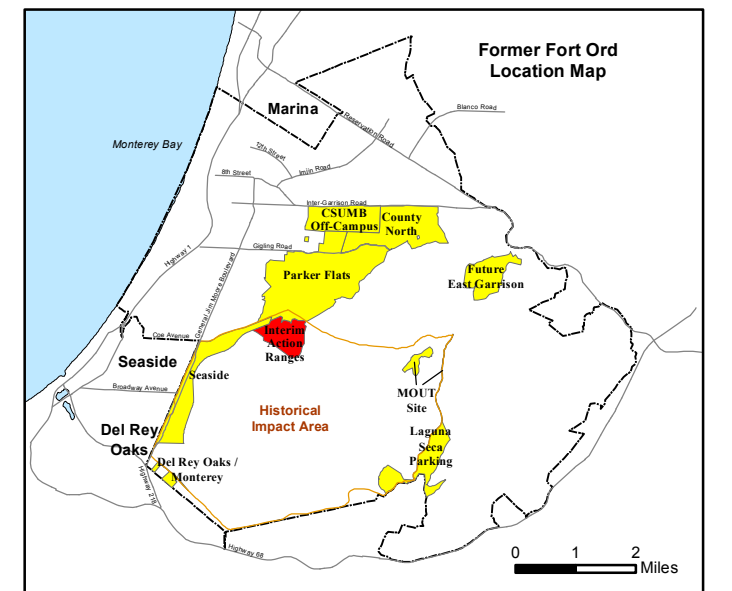 Former Fort Ord
Location Map
Marina
Blanco Road
Reservation Road
Monterey Bay
12th Street
Imjin Road
8th Street
Inter-Garrison Road
CSUMB
Off-Campus
County
North
Gigling Road
Highway 1
General Jim Moore Boulevard
Parker Flats
Future
East Garrison
Coe Avenue
Interim
Action
Ranges
Seaside
Seaside
Broadway Avenue
MOUT
Site
Historical
Impact Area
Del Rey
Oaks
Laguna
Seca
Parking
Del Rey Oaks /
Monterey
Highway 218
Highway 68
0 1 2
Miles